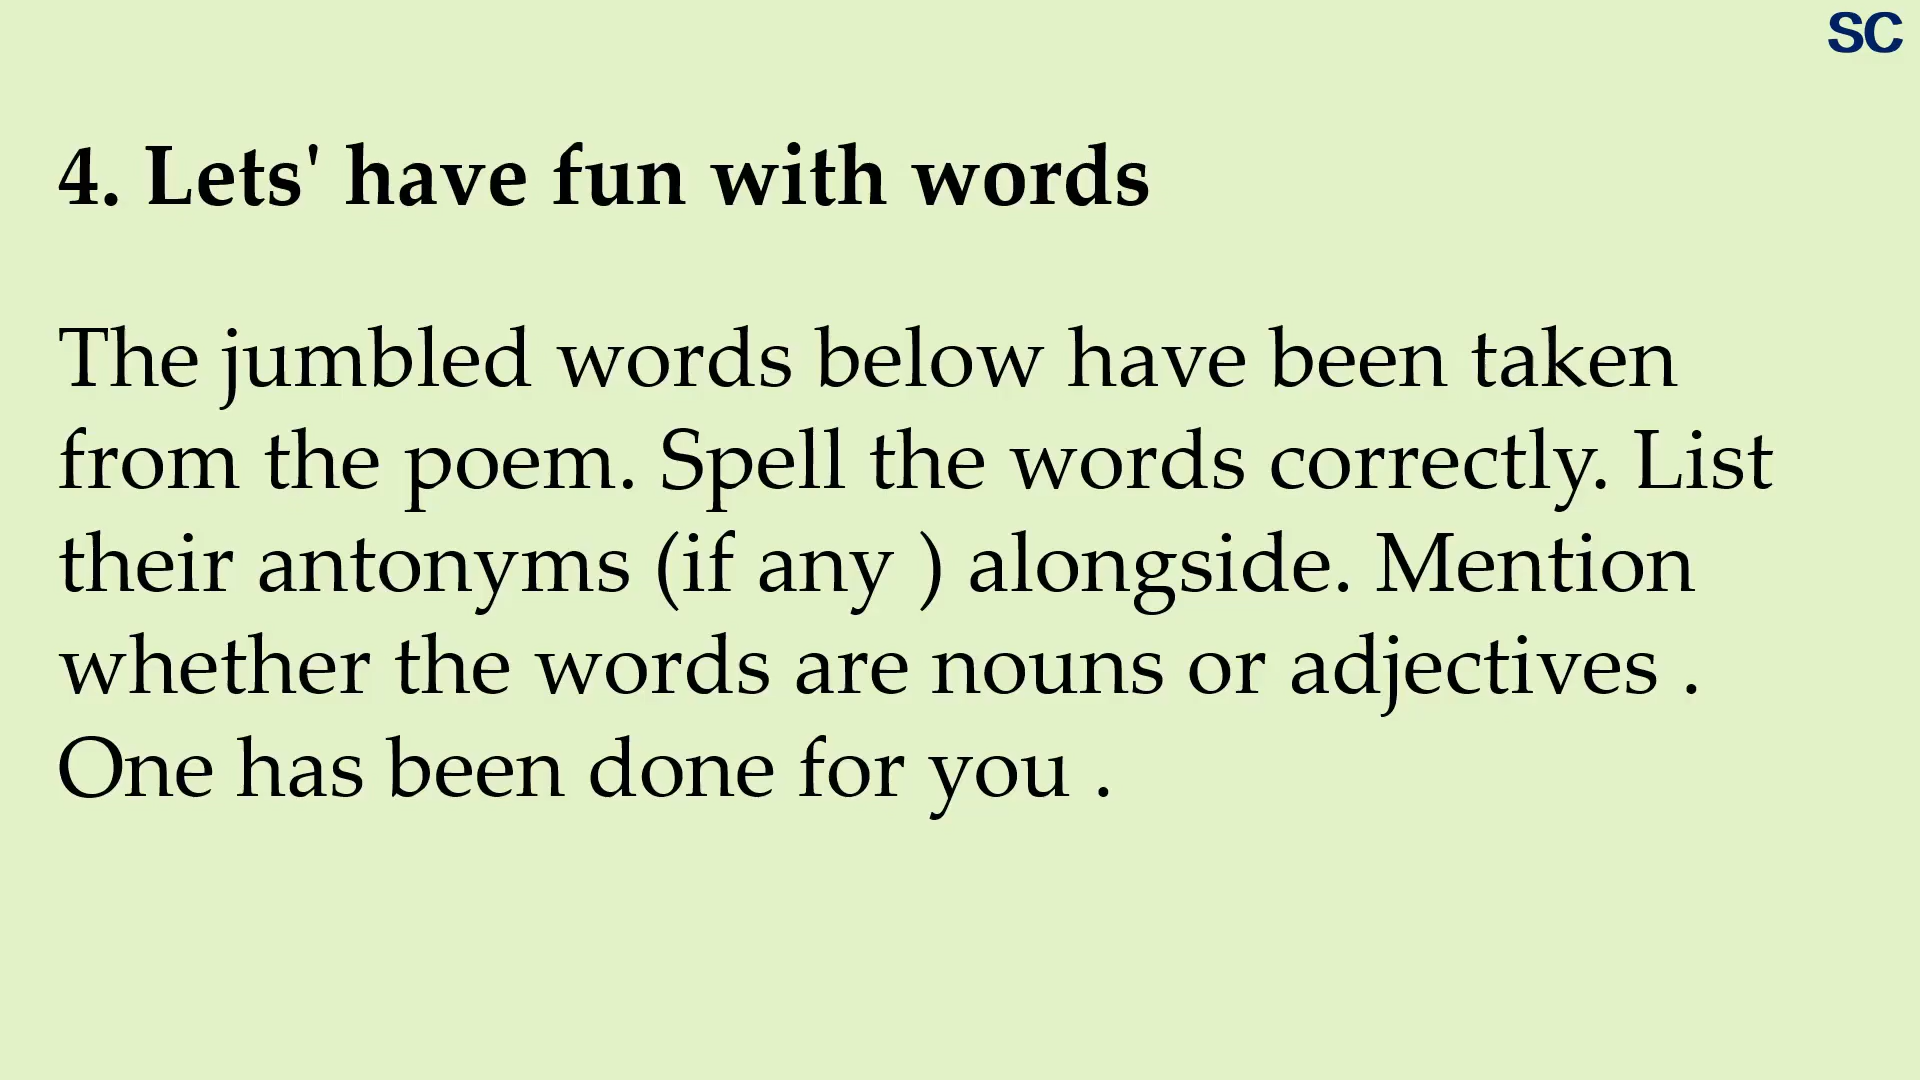 SC
4. Lets' have fun with words
The jumbled words below have been taken
from the poem. Spell the words correctly. List
their antonyms (if any ) alongside. Mention
whether the words are nouns or adjectives .
One has been done for you .